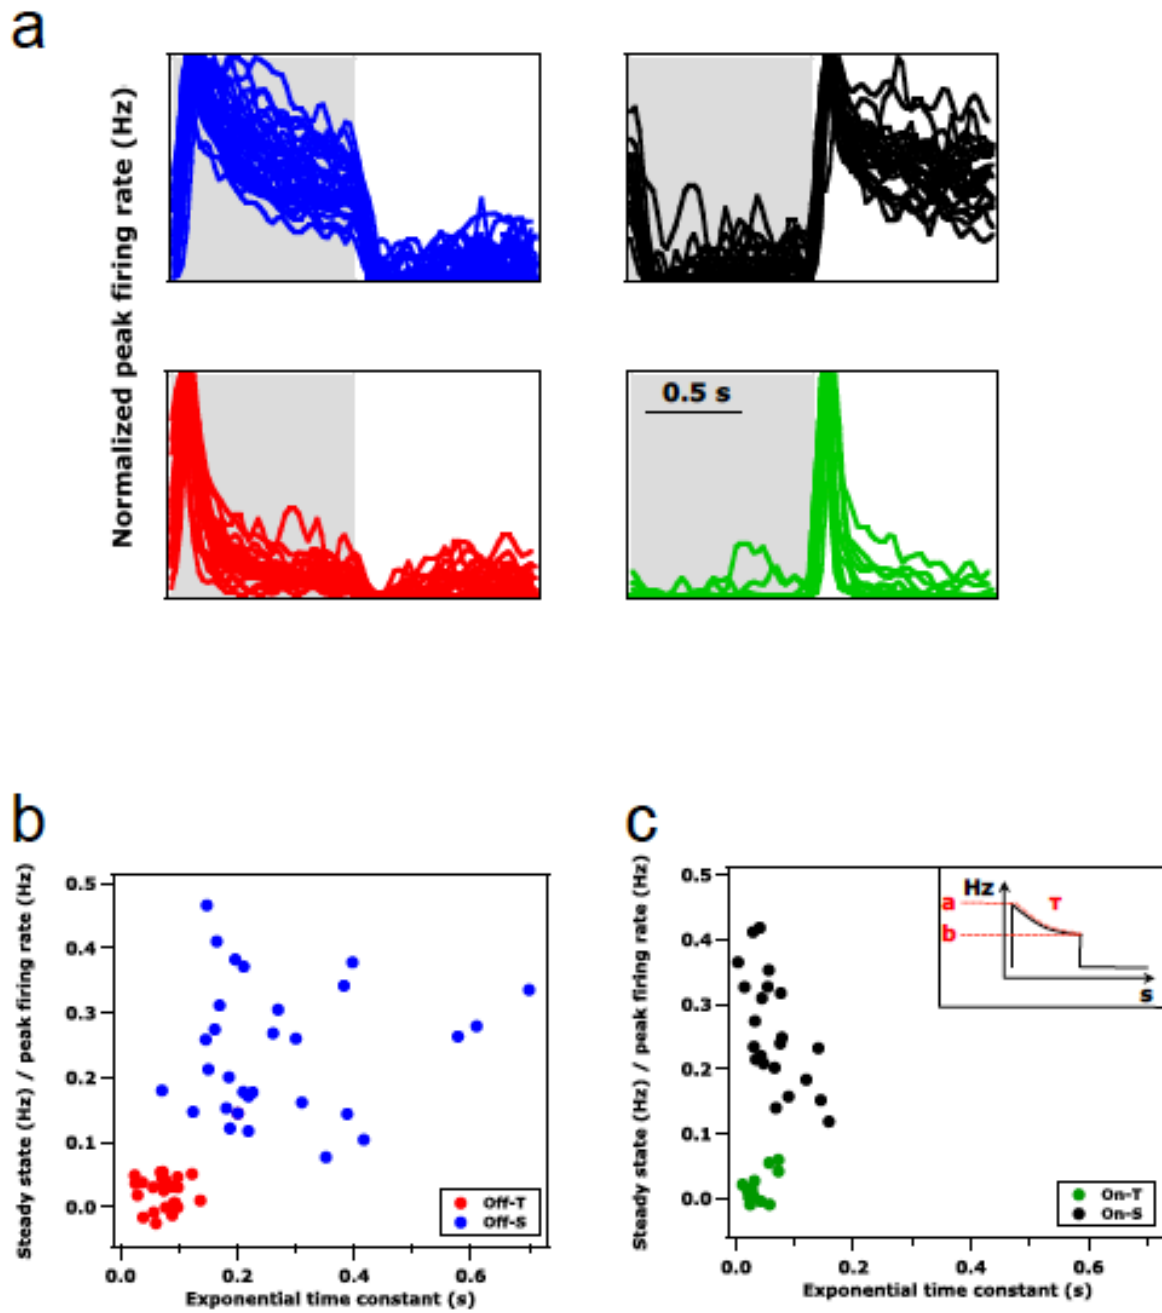 a
Normalized peak firing rate (Hz)
0.5 s
b
Steady state (Hz) / peak firing rate (Hz)
0.5
0.4
0.3
0.2
0.1
0.0
Off-T
Off-S
0.0 0.2 0.4 0.6
Exponential time constant (s)
c
Steady state (Hz) / peak firing rate (Hz)
0.5
0.4
0.3
0.2
0.1
0.0
Hz
a
τ
b
s
On-T
On-S
0.0 0.2 0.4 0.6
Exponential time constant (s)